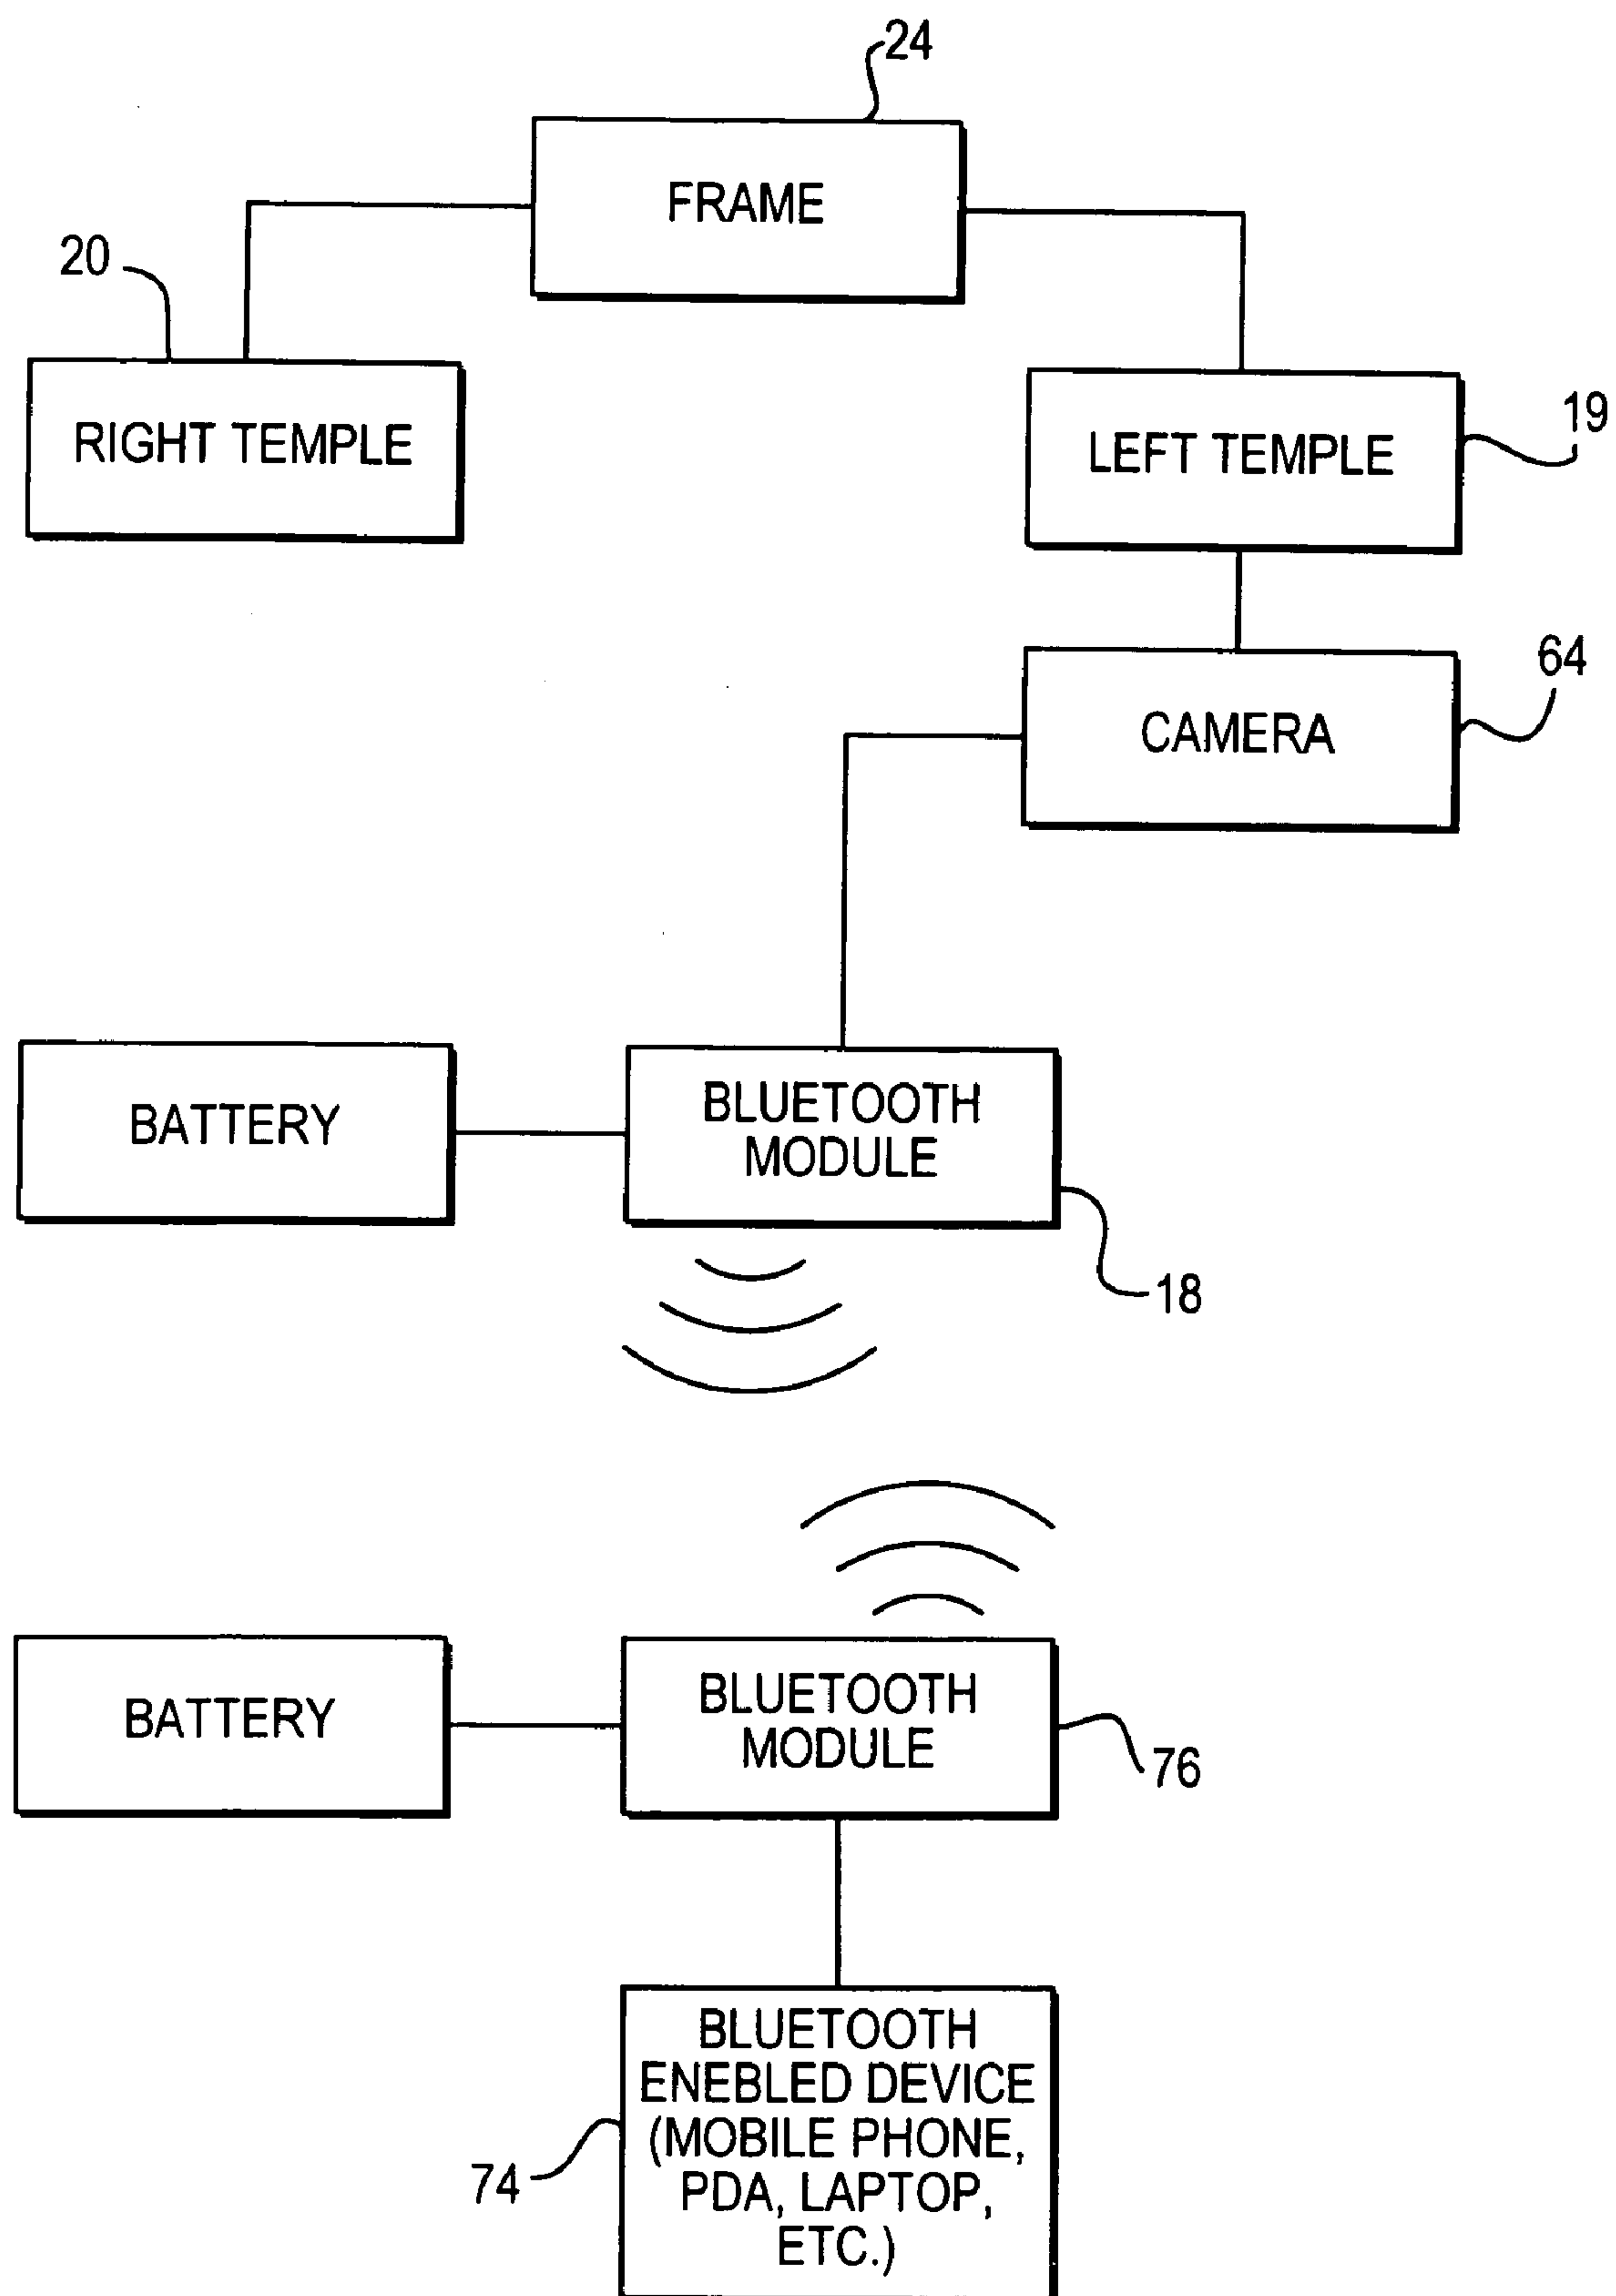 24
FRAME
20
RIGHT TEMPLE
19
LEFT TEMPLE
64
CAMERA
BATTERY
BLUETOOTH
MODULE
18
BATTERY
BLUETOOTH
MODULE
76
BLUETOOTH
ENEBLED DEVICE
(MOBILE PHONE,
PDA, LAPTOP,
ETC.)
74